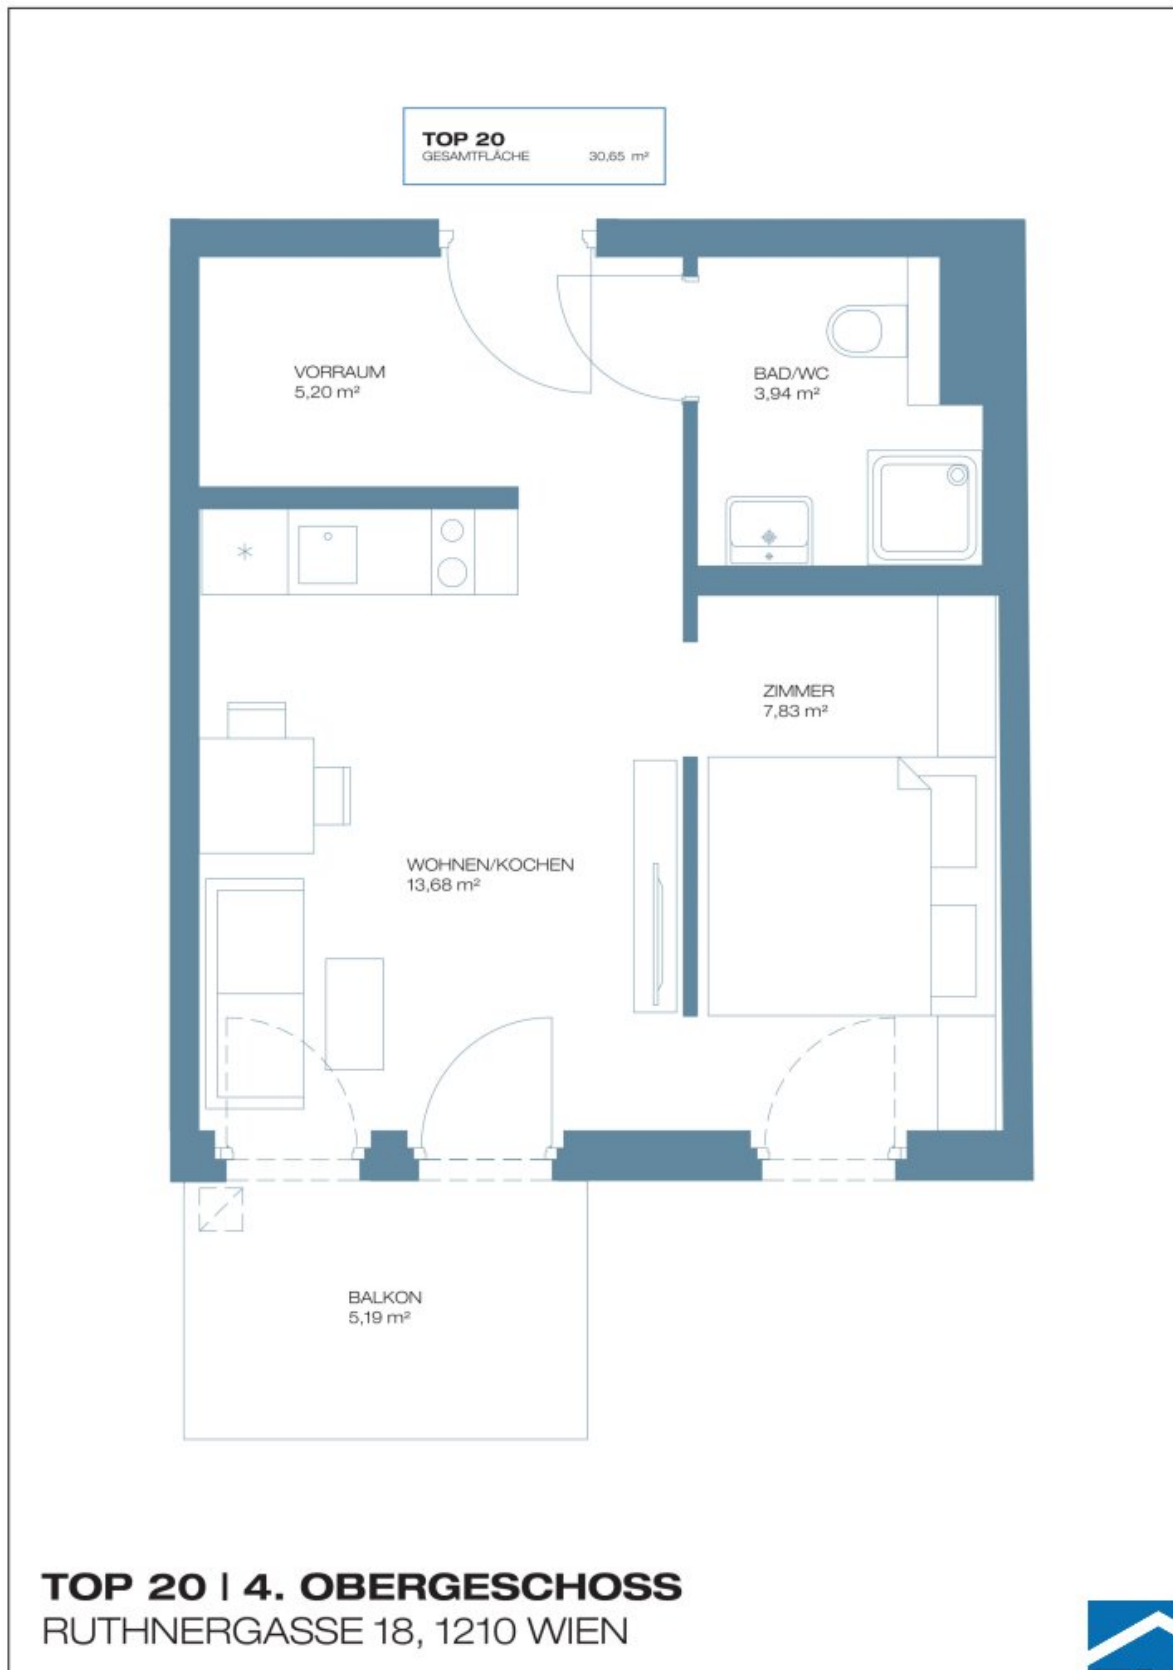 TOP 20
GESAMTFLÄCHE 30,65 m²
VORRAUM
5,20 m²
BAD/WC
3,94 m²
ZIMMER
7,83 m²
WOHNEN/KOCHEN
13,68 m²
BALKON
5,19 m²
TOP 20 | 4. OBERGESCHOSS
RUTHNERGASSE 18, 1210 WIEN